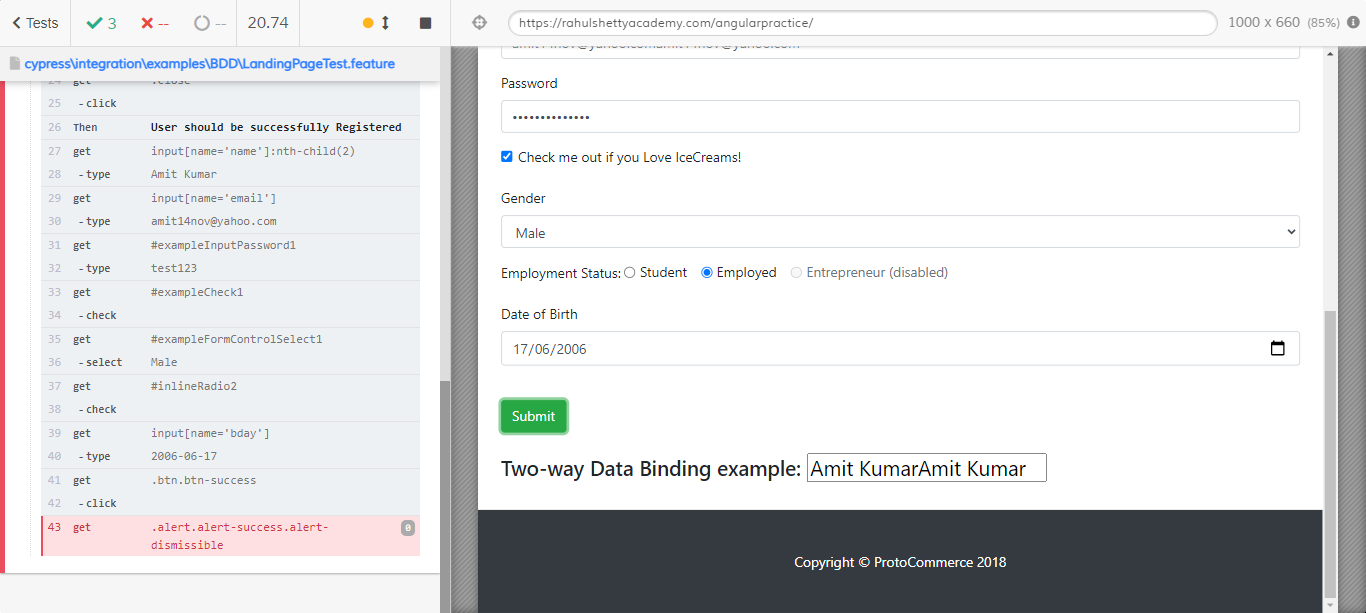 Tests 3 -- -- 20.74
https://rahulshettyacademy.com/angularpractice/ 1000 x 660 (85%)
cypress\integration\examples\BDD\LandingPageTest.feature
24 get .close
25 -click
26 Then User should be successfully Registered
27 get input[name='name']:nth-child(2)
28 -type Amit Kumar
29 get input[name='email']
30 -type amit14nov@yahoo.com
31 get #exampleInputPassword1
32 -type test123
33 get #exampleCheck1
34 -check
35 get #exampleFormControlSelect1
36 -select Male
37 get #inlineRadio2
38 -check
39 get input[name='bday']
40 -type 2006-06-17
41 get .btn.btn-success
42 -click
43 get .alert.alert-success.alert-
dismissible 0
Password
••••••••••••••
Check me out if you Love IceCreams!
Gender
Male
Employment Status: Student Employed Entrepreneur (disabled)
Date of Birth
17/06/2006
Submit
Two-way Data Binding example: Amit KumarAmit Kumar
Copyright © ProtoCommerce 2018